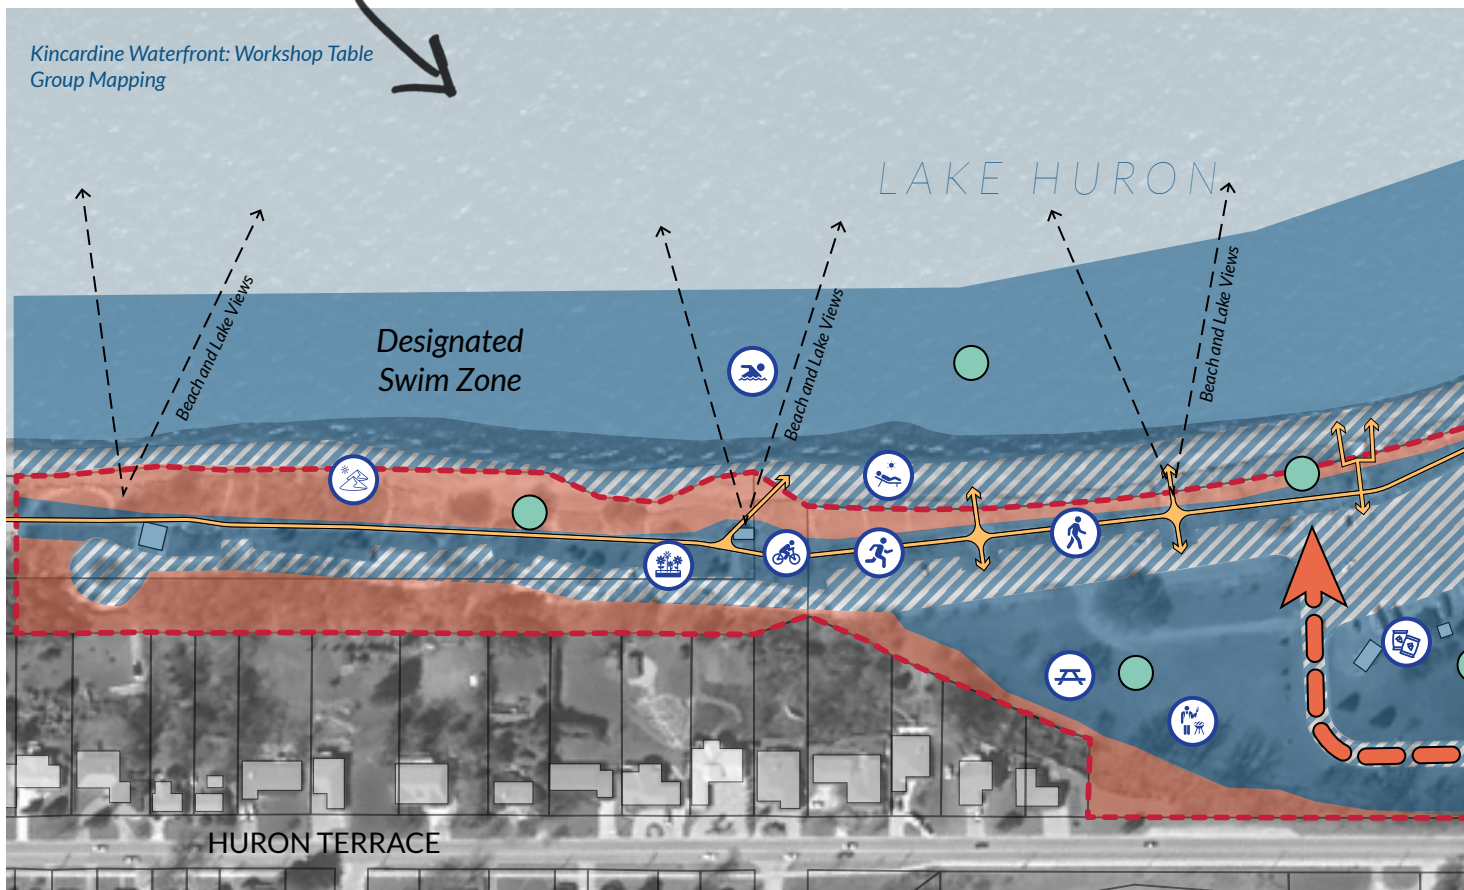 Kincardine Waterfront: Workshop Table
Group Mapping
LAKE HURON
Beach and Lake Views
Beach and Lake Views
Beach and Lake Views
Designated
Swim Zone
HURON TERRACE